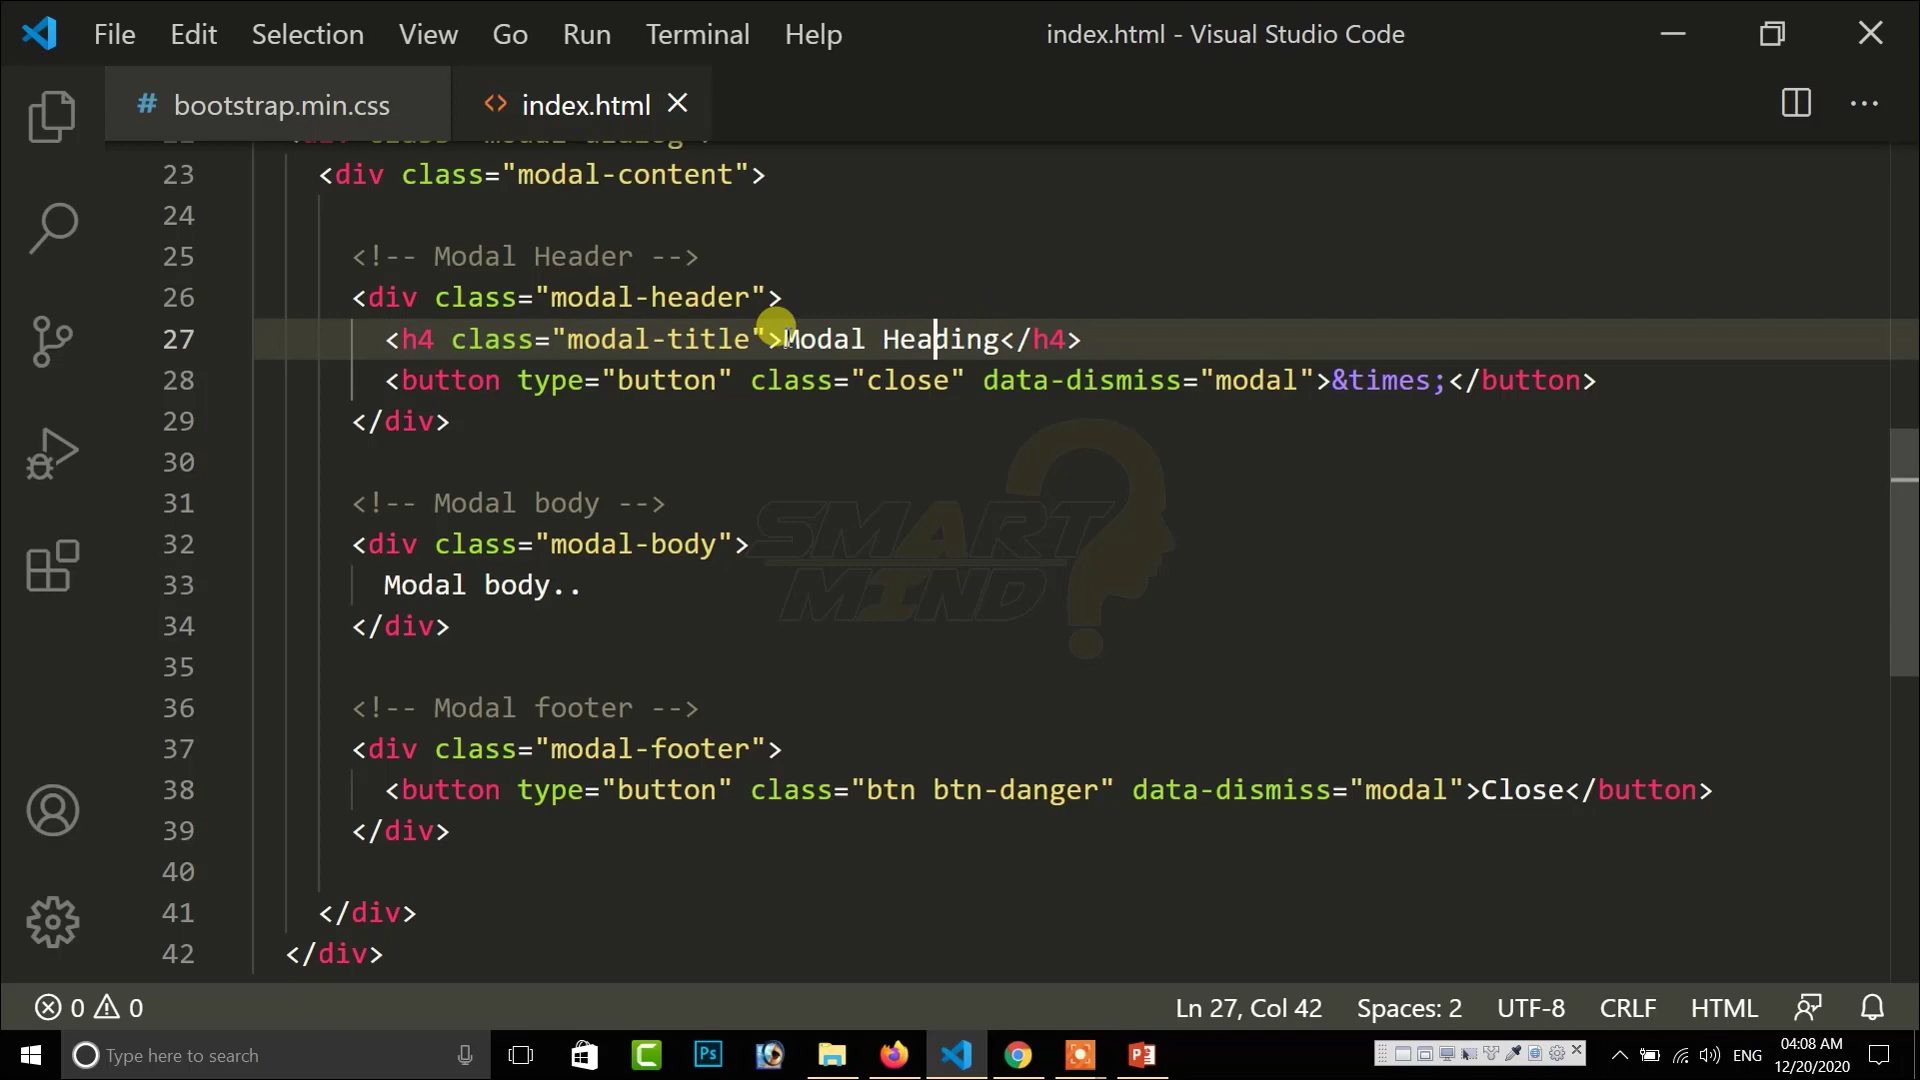 File Edit Selection View Go Run Terminal Help index.html - Visual Studio Code
# bootstrap.min.css <> index.html
23 <div class="modal-content">
24
25 <!-- Modal Header -->
26 <div class="modal-header">
27 <h4 class="modal-title">Modal Heading</h4>
28 <button type="button" class="close" data-dismiss="modal">&times;</button>
29 </div>
30
31 <!-- Modal body -->
32 <div class="modal-body">
33 Modal body..
34 </div>
35
36 <!-- Modal footer -->
37 <div class="modal-footer">
38 <button type="button" class="btn btn-danger" data-dismiss="modal">Close</button>
39 </div>
40
41 </div>
42 </div>
SMART
MIND
0 0 Ln 27, Col 42 Spaces: 2 UTF-8 CRLF HTML
Type here to search Ps ENG 04:08 AM
12/20/2020